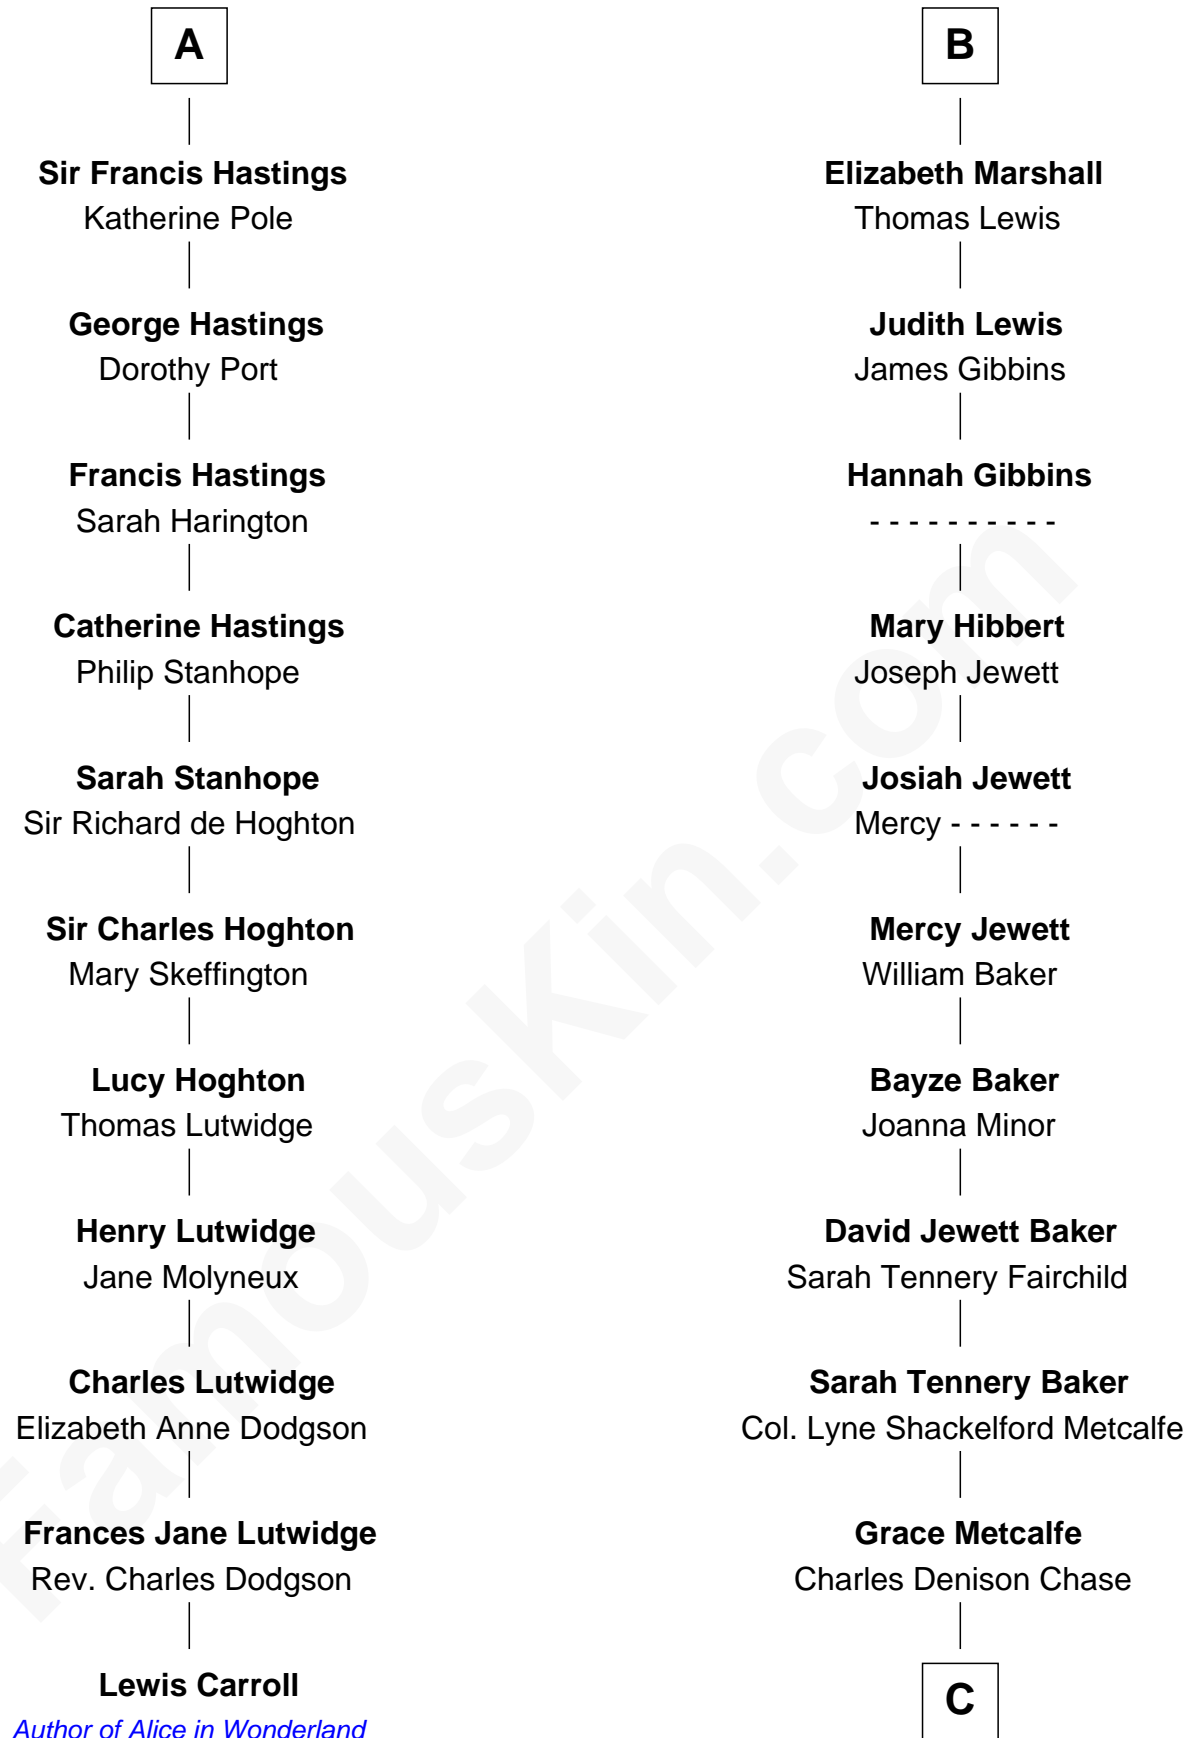 A
Sir Francis Hastings
Katherine Pole
George Hastings
Dorothy Port
Francis Hastings
Sarah Harington
Catherine Hastings
Philip Stanhope
Sarah Stanhope
Sir Richard de Hoghton
Sir Charles Hoghton
Mary Skeffington
Lucy Hoghton
Thomas Lutwidge
Henry Lutwidge
Jane Molyneux
Charles Lutwidge
Elizabeth Anne Dodgson
Frances Jane Lutwidge
Rev. Charles Dodgson
Lewis Carroll
Author of Alice in Wonderland
B
Elizabeth Marshall
Thomas Lewis
Judith Lewis
James Gibbins
Hannah Gibbins
- - - - - - - - - -
Mary Hibbert
Joseph Jewett
Josiah Jewett
Mercy - - - - - -
Mercy Jewett
William Baker
Bayze Baker
Joanna Minor
David Jewett Baker
Sarah Tennery Fairchild
Sarah Tennery Baker
Col. Lyne Shackelford Metcalfe
Grace Metcalfe
Charles Denison Chase
C
FamousKin.com